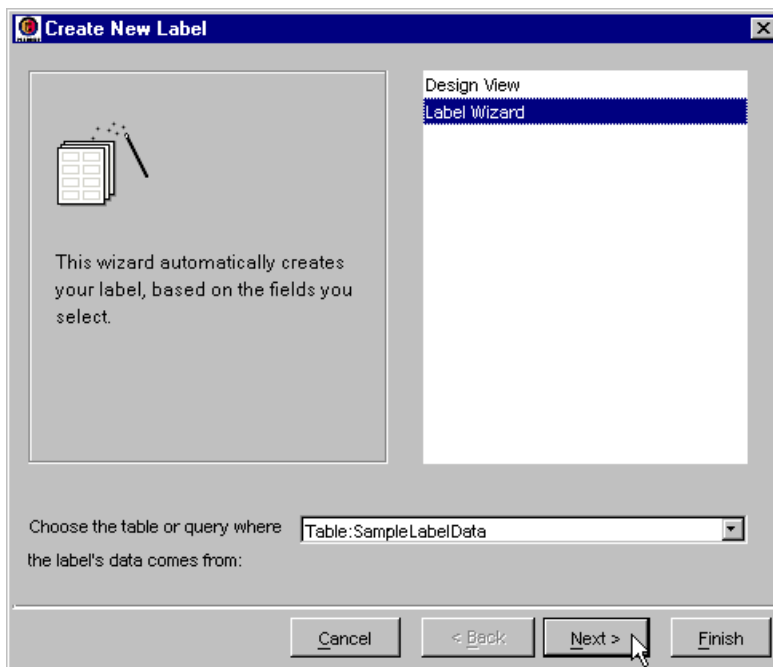 Create New Label
Design View
Label Wizard
This wizard automatically creates
your label, based on the fields you
select.
Choose the table or query where
the label's data comes from:
Table:SampleLabelData
Cancel
< Back
Next >
Finish